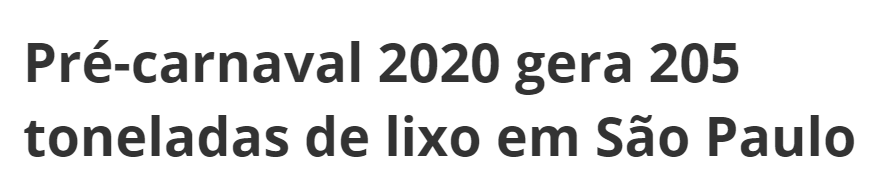 Pré-carnaval 2020 gera 205
toneladas de lixo em São Paulo